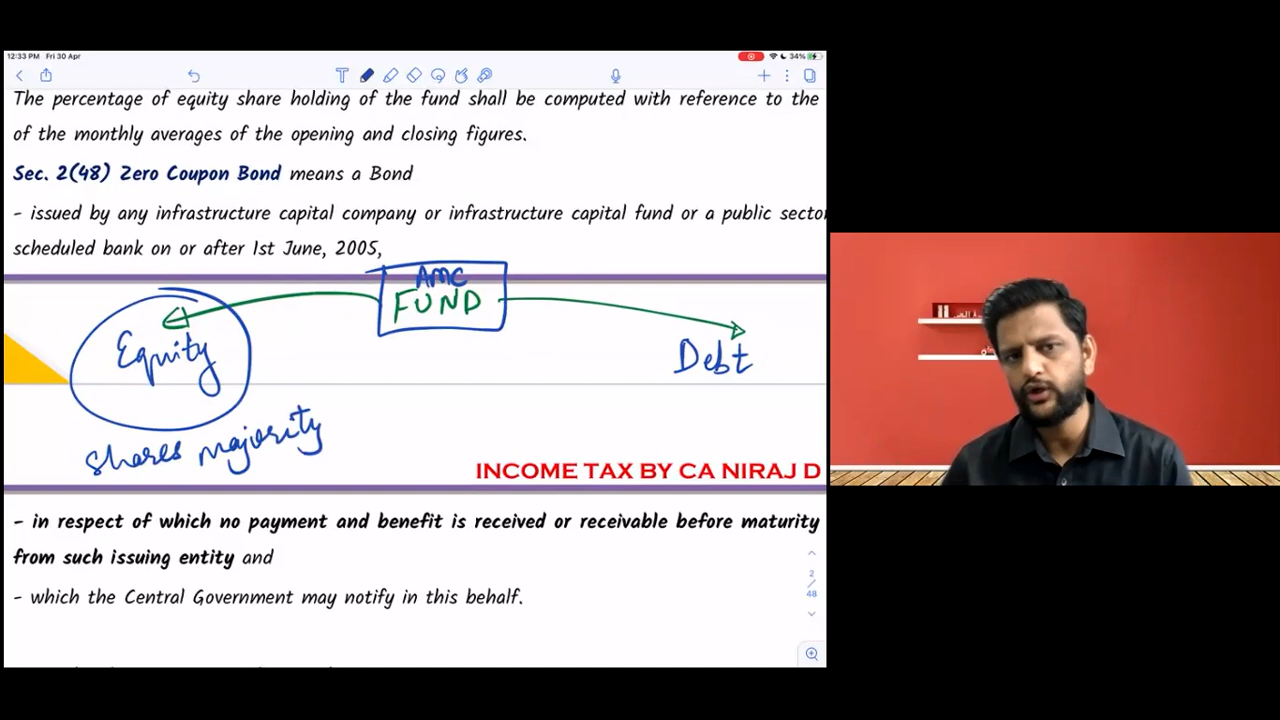 12:33 PM Fri 30 Apr
34%
T
The percentage of equity share holding of the fund shall be computed with reference to the
of the monthly averages of the opening and closing figures.
Sec. 2(48) Zero Coupon Bond means a Bond
- issued by any infrastructure capital company or infrastructure capital fund or a public sector
scheduled bank on or after 1st June, 2005,
AMC
FUND
Equity
Debt
shares majority
INCOME TAX BY CA NIRAJ D
- in respect of which no payment and benefit is received or receivable before maturity
from such issuing entity and
- which the Central Government may notify in this behalf.
2
/
48